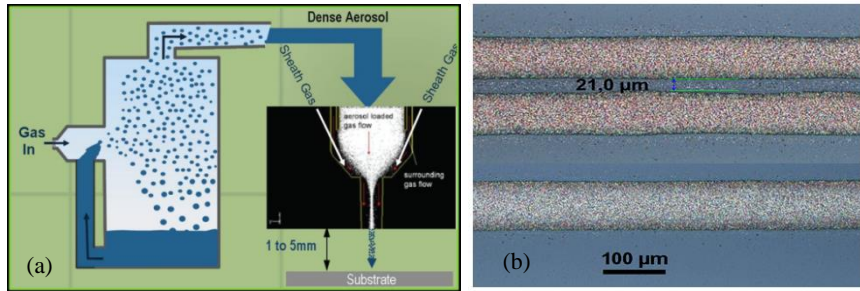 Dense Aerosol
Sheath Gas
Sheath Gas
Gas
In
aerosol loaded
gas flow
surrounding
gas flow
1 to 5mm
Substrate
(a)
21,0 µm
100 µm
(b)